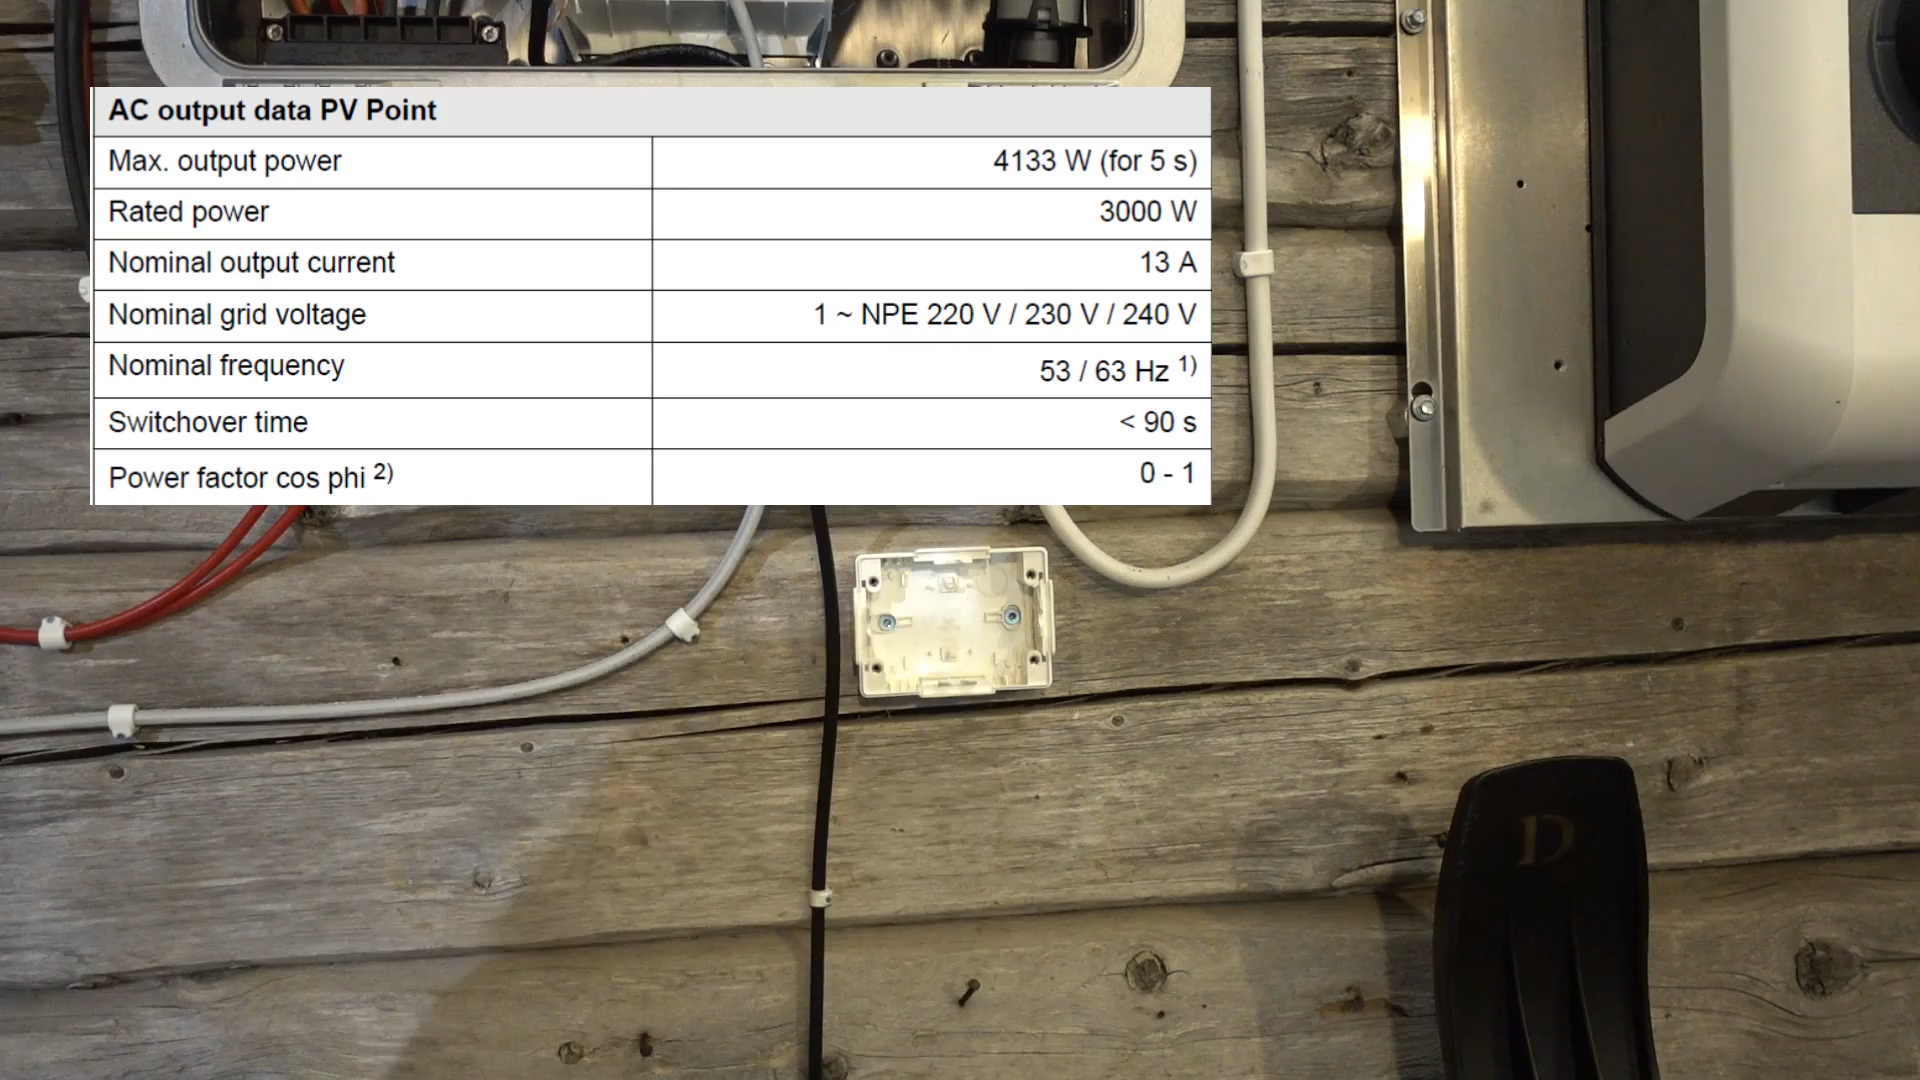 AC output data PV Point
Max. output power 4133 W (for 5 s)
Rated power 3000 W
Nominal output current 13 A
Nominal grid voltage 1 ~ NPE 220 V / 230 V / 240 V
Nominal frequency 53 / 63 Hz 1)
Switchover time < 90 s
Power factor cos phi 2) 0 - 1
D